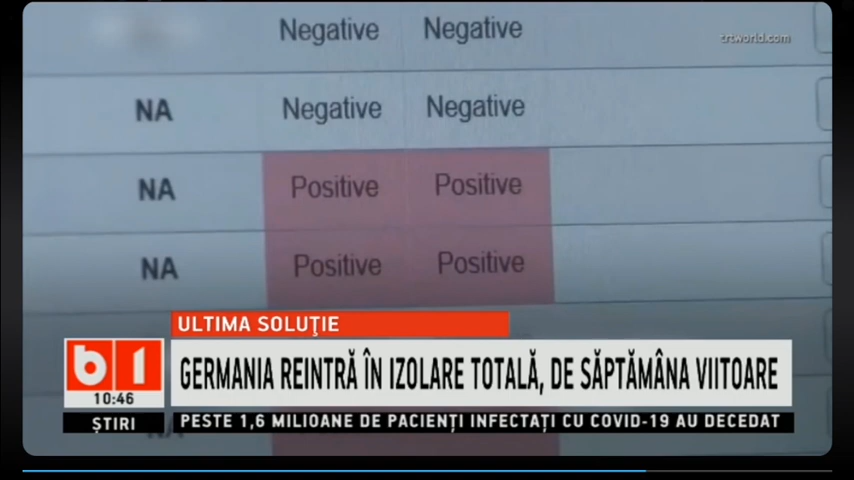 Negative Negative
trtworld.com
NA Negative Negative
NA Positive Positive
NA Positive Positive
ULTIMA SOLUŢIE
b1
GERMANIA REINTRĂ ÎN IZOLARE TOTALĂ, DE SĂPTĂMÂNA VIITOARE
10:46
ŞTIRI
PESTE 1,6 MILIOANE DE PACIENŢI INFECTAŢI CU COVID-19 AU DECEDAT
NA